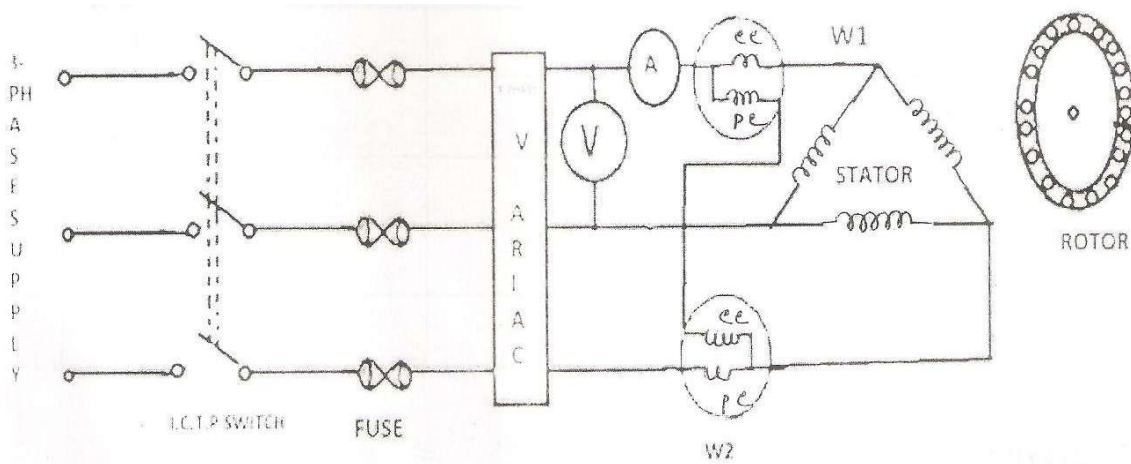 3-
PH
A
S
E
S
U
P
P
L
Y
I.C.T.P SWITCH
FUSE
V
A
R
I
A
C
V
A
cc
pc
W1
STATOR
ROTOR
cc
pc
W2